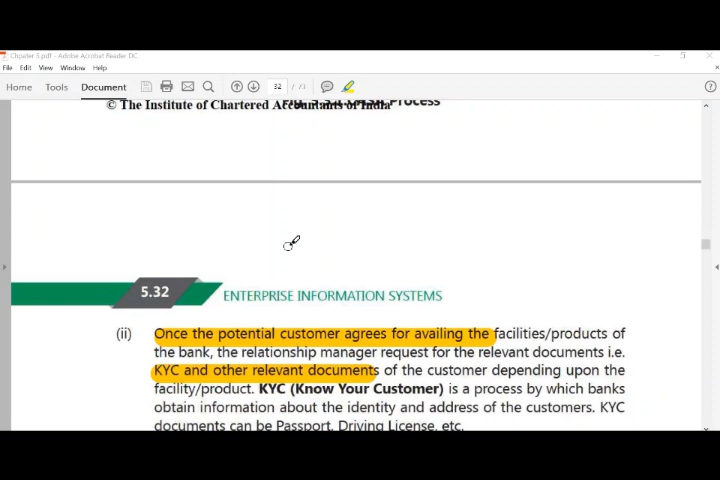 Chpater 5.pdf - Adobe Acrobat Reader DC
File Edit View Window Help
Home Tools Document 32 / 73
Process
© The Institute of Chartered Accountants of India
5.32 ENTERPRISE INFORMATION SYSTEMS
(ii) Once the potential customer agrees for availing the facilities/products of
the bank, the relationship manager request for the relevant documents i.e.
KYC and other relevant documents of the customer depending upon the
facility/product. KYC (Know Your Customer) is a process by which banks
obtain information about the identity and address of the customers. KYC
documents can be Passport, Driving License, etc.